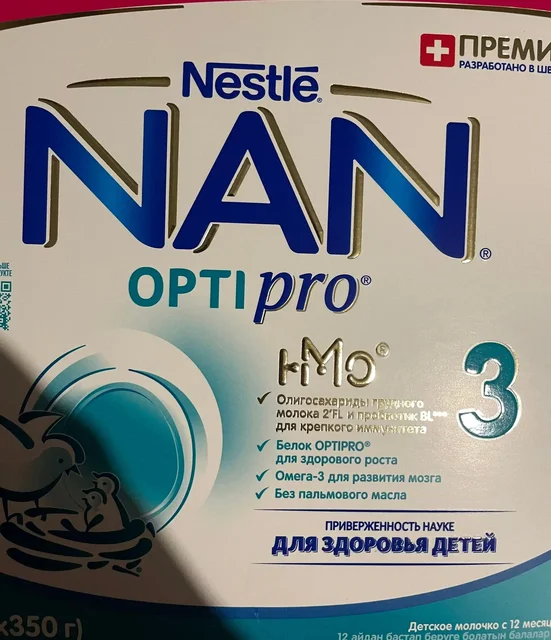 ПРЕМИ
РАЗРАБОТАНО В ШВЕ
Nestlé®
NAN®
OPTIpro®
HMO®
3
Олигосахариды грудного
молока 2'FL и пробиотик BL***
для крепкого иммунитета
Белок OPTIPRO®
для здорового роста
Омега-3 для развития мозга
Без пальмового масла
ПРИВЕРЖЕННОСТЬ НАУКЕ
ДЛЯ ЗДОРОВЬЯ ДЕТЕЙ
x350 г)
Детское молочко с 12 месяц
12 айдан бастап беруге болатын балалар